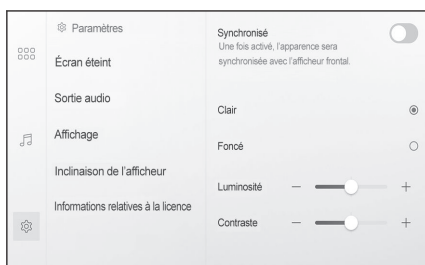 Paramètres
Écran éteint
Sortie audio
Affichage
Inclinaison de l'afficheur
Informations relatives à la licence
Synchronisé
Une fois activé, l'apparence sera
synchronisée avec l'afficheur frontal.
Clair
Foncé
Luminosité
Contraste